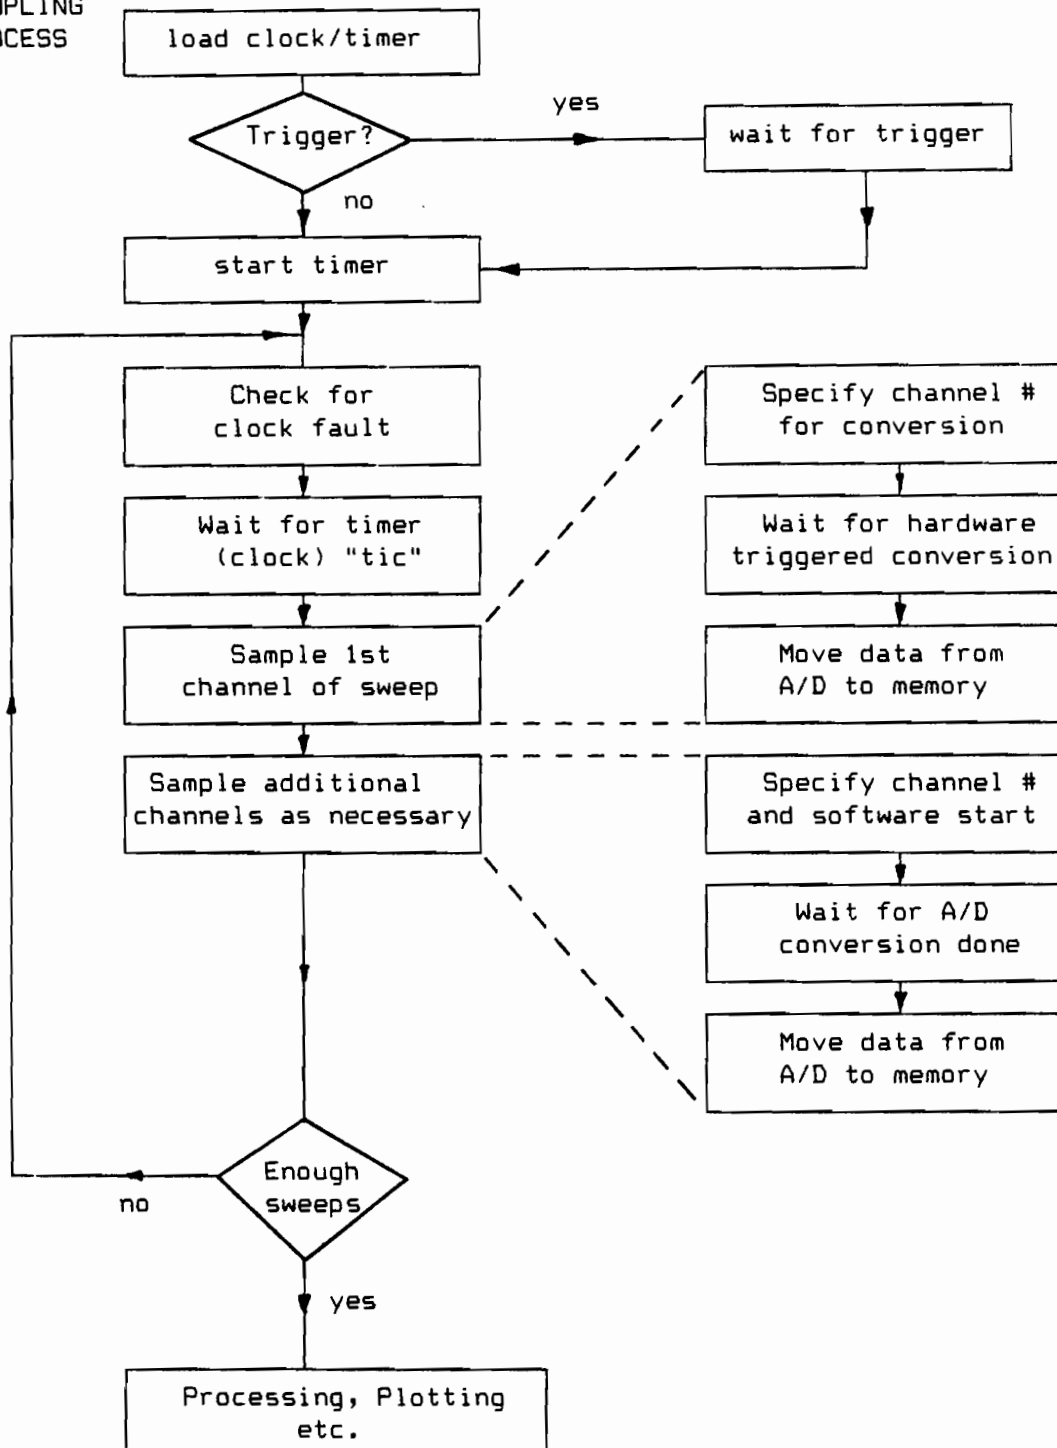 PLING
CESS
load clock/timer
Trigger?
yes
wait for trigger
no
start timer
Check for
clock fault
Wait for timer
(clock) "tic"
Sample 1st
channel of sweep
Sample additional
channels as necessary
Specify channel #
for conversion
Wait for hardware
triggered conversion
Move data from
A/D to memory
Specify channel #
and software start
Wait for A/D
conversion done
Move data from
A/D to memory
Enough
sweeps
no
yes
Processing, Plotting
etc.